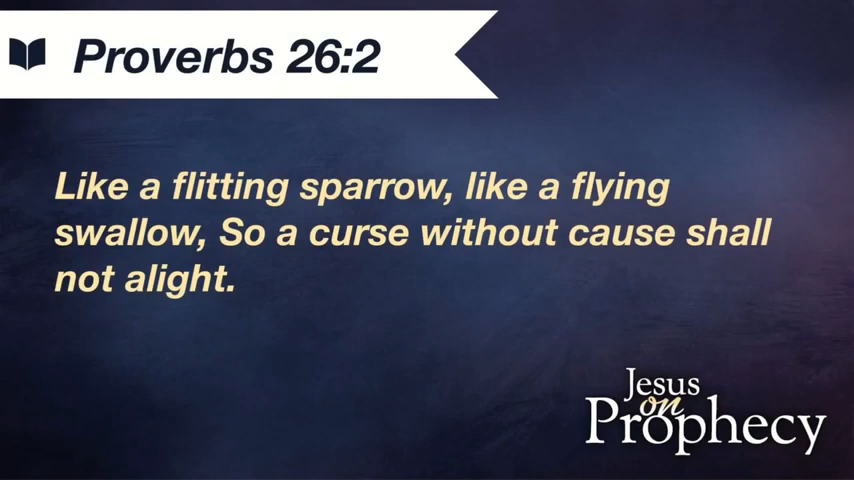 Proverbs 26:2
Like a flitting sparrow, like a flying
swallow, So a curse without cause shall
not alight.
Jesus
on
Prophecy